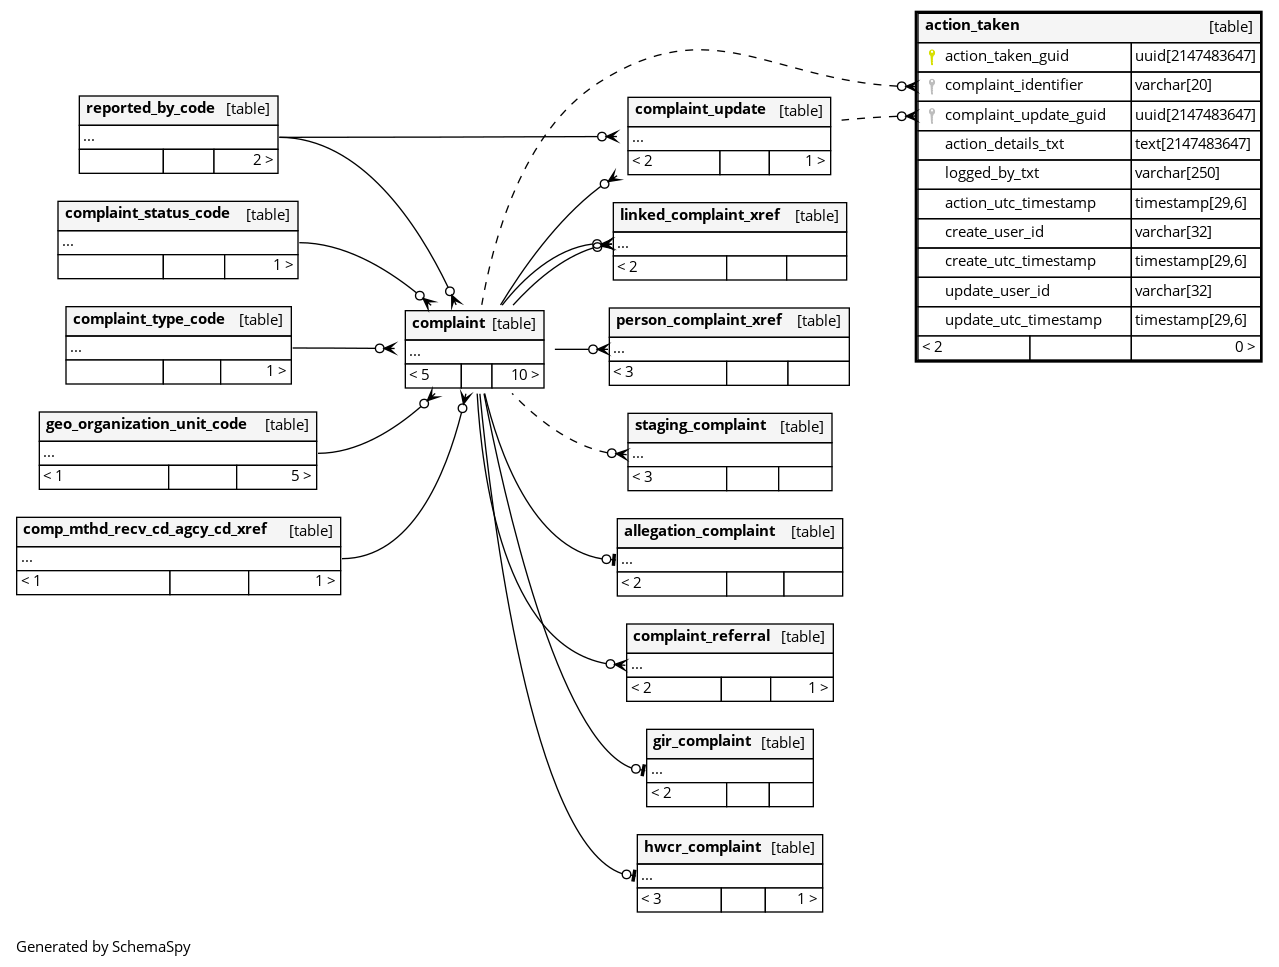 action_taken [table]
action_taken_guid uuid[2147483647]
complaint_identifier varchar[20]
complaint_update_guid uuid[2147483647]
action_details_txt text[2147483647]
logged_by_txt varchar[250]
action_utc_timestamp timestamp[29,6]
create_user_id varchar[32]
create_utc_timestamp timestamp[29,6]
update_user_id varchar[32]
update_utc_timestamp timestamp[29,6]
< 2 0 >
reported_by_code [table]
...
2 >
complaint_status_code [table]
...
1 >
complaint_type_code [table]
...
1 >
geo_organization_unit_code [table]
...
< 1 5 >
comp_mthd_recv_cd_agcy_cd_xref [table]
...
< 1 1 >
complaint [table]
...
< 5 10 >
complaint_update [table]
...
< 2 1 >
linked_complaint_xref [table]
...
< 2
person_complaint_xref [table]
...
< 3
staging_complaint [table]
...
< 3
allegation_complaint [table]
...
< 2
complaint_referral [table]
...
< 2 1 >
gir_complaint [table]
...
< 2
hwcr_complaint [table]
...
< 3 1 >
Generated by SchemaSpy